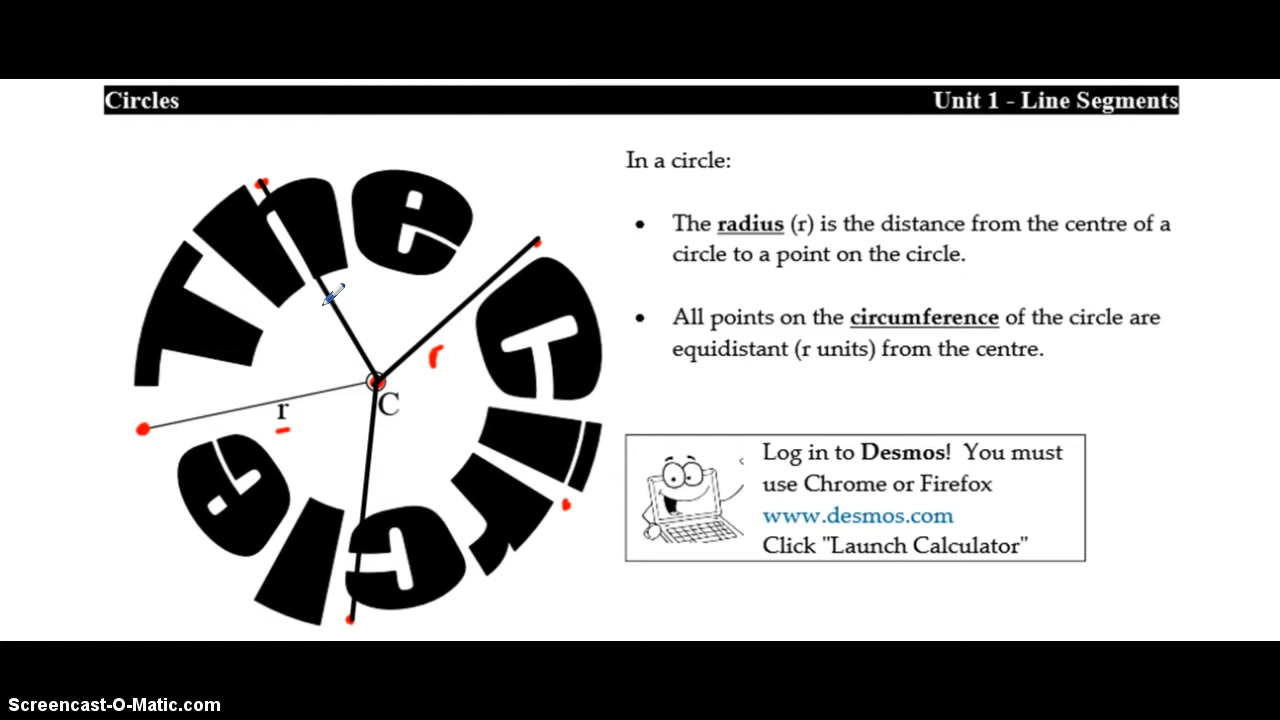 Circles
Unit 1 - Line Segments
The Circle
r
r
C
In a circle:
• The radius (r) is the distance from the centre of a
circle to a point on the circle.
• All points on the circumference of the circle are
equidistant (r units) from the centre.
Log in to Desmos! You must
use Chrome or Firefox
www.desmos.com
Click "Launch Calculator"
Screencast-O-Matic.com